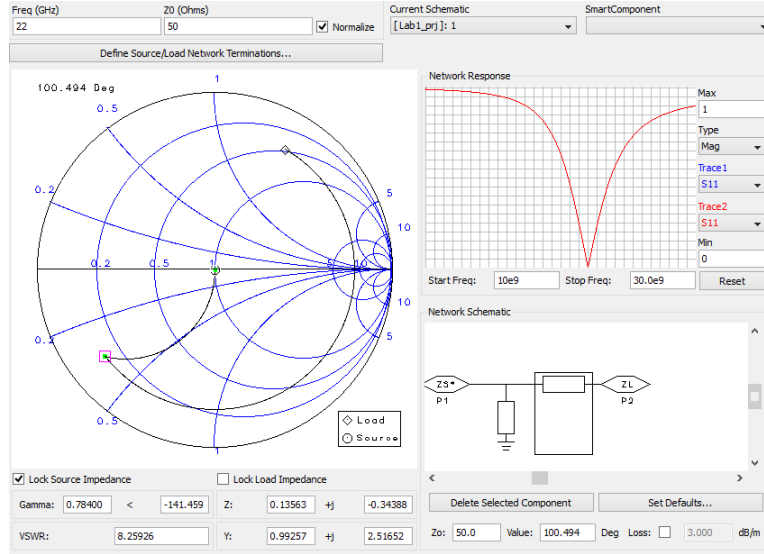 Freq (GHz) Z0 (Ohms) Current Schematic SmartComponent
22 50 Normalize [Lab1_prj]: 1
Define Source/Load Network Terminations...
100.494 Deg
1
0.5
0.2
5
10
0.2 0.5 1 5 10
10
0.2
5
0.5
1
Load
Source
Network Response
Max
1
Type
Mag
Trace1
S11
Trace2
S11
Min
0
Start Freq: 10e9 Stop Freq: 30.0e9 Reset
Network Schematic
ZS* ZL
P1 P2
Lock Source Impedance Lock Load Impedance
Gamma: 0.78400 < -141.459 Z: 0.13563 +j -0.34388
VSWR: 8.25926 Y: 0.99257 +j 2.51652
Delete Selected Component Set Defaults...
Zo: 50.0 Value: 100.494 Deg Loss: 3.000 dB/m